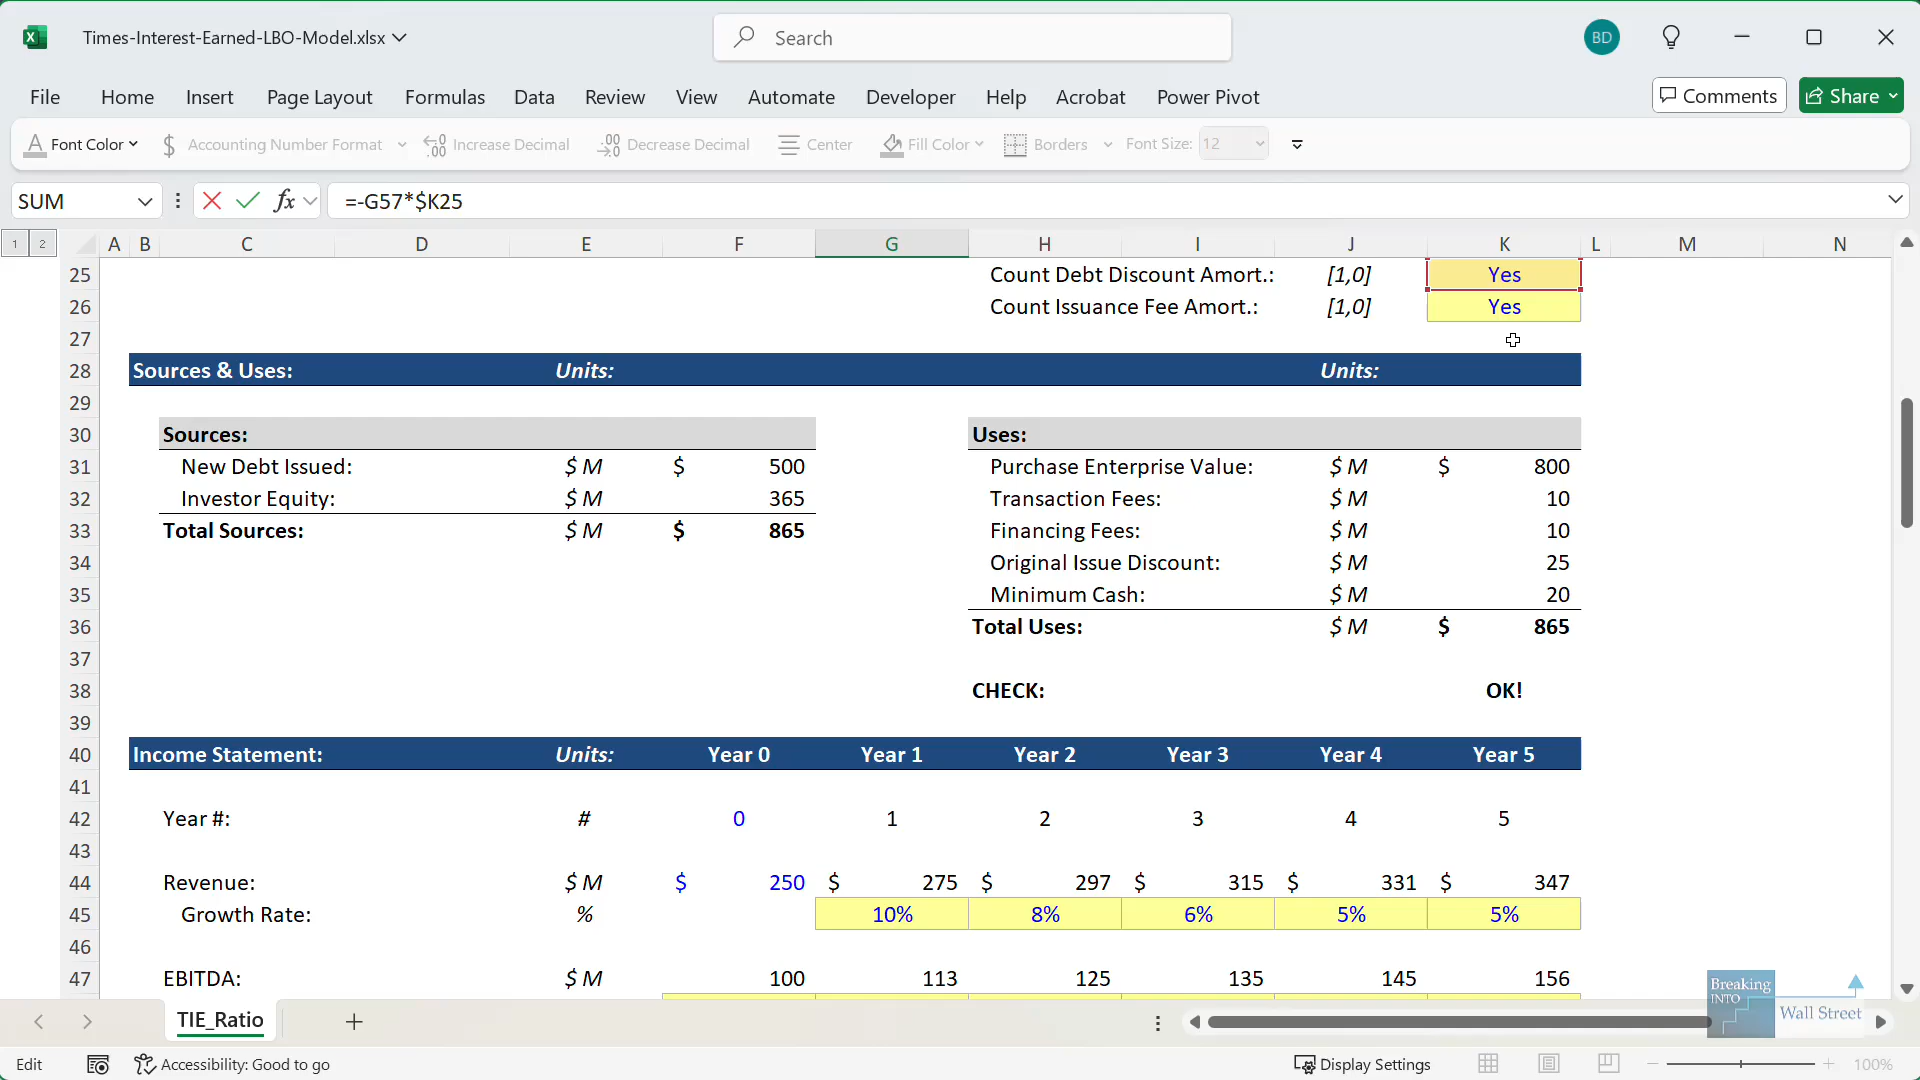 Times-Interest-Earned-LBO-Model.xlsx
Search
BD
File Home Insert Page Layout Formulas Data Review View Automate Developer Help Acrobat Power Pivot
Comments Share
A Font Color $ Accounting Number Format Increase Decimal Decrease Decimal Center Fill Color Borders Font Size: 12
SUM fx =-G57*$K25
1 2 A B C D E F G H I J K L M N
25 Count Debt Discount Amort.: [1,0] Yes
26 Count Issuance Fee Amort.: [1,0] Yes
27
28 Sources & Uses: Units: Units:
29
30 Sources: Uses:
31 New Debt Issued: $ M $ 500 Purchase Enterprise Value: $ M $ 800
32 Investor Equity: $ M 365 Transaction Fees: $ M 10
33 Total Sources: $ M $ 865 Financing Fees: $ M 10
34 Original Issue Discount: $ M 25
35 Minimum Cash: $ M 20
36 Total Uses: $ M $ 865
37
38 CHECK: OK!
39
40 Income Statement: Units: Year 0 Year 1 Year 2 Year 3 Year 4 Year 5
41
42 Year #: # 0 1 2 3 4 5
43
44 Revenue: $ M $ 250 $ 275 $ 297 $ 315 $ 331 $ 347
45 Growth Rate: % 10% 8% 6% 5% 5%
46
47 EBITDA: $ M 100 113 125 135 145 156
Breaking
INTO
Wall Street
TIE_Ratio
Edit Accessibility: Good to go Display Settings 100%